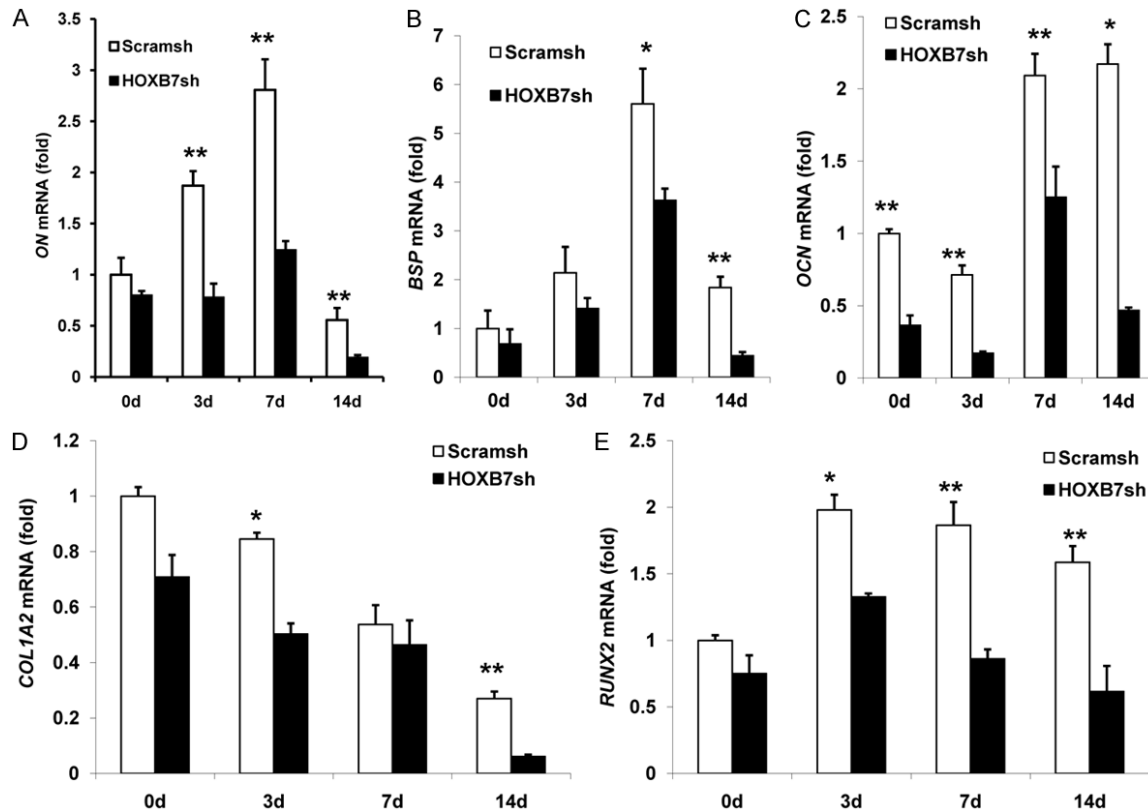 A
ON mRNA (fold)
3.5
3
2.5
2
1.5
1
0.5
0
Scramsh
HOXB7sh
**
**
**
0d 3d 7d 14d
B
BSP mRNA (fold)
7
6
5
4
3
2
1
0
Scramsh
HOXB7sh
*
**
0d 3d 7d 14d
C
OCN mRNA (fold)
2.5
2
1.5
1
0.5
0
Scramsh
HOXB7sh
**
**
**
*
0d 3d 7d 14d
D
COL1A2 mRNA (fold)
1.2
1
0.8
0.6
0.4
0.2
0
Scramsh
HOXB7sh
*
**
0d 3d 7d 14d
E
RUNX2 mRNA (fold)
2.5
2
1.5
1
0.5
0
Scramsh
HOXB7sh
*
**
**
0d 3d 7d 14d